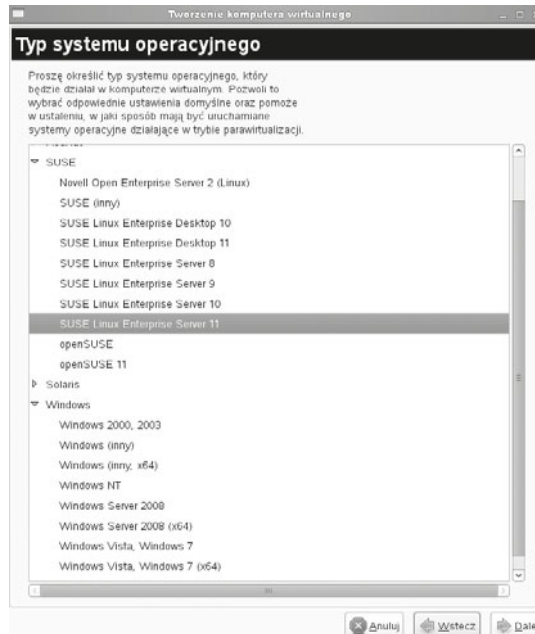 Tworzenie komputera wirtualnego
Typ systemu operacyjnego
Proszę określić typ systemu operacyjnego, który
będzie działał w komputerze wirtualnym. Pozwoli to
wybrać odpowiednie ustawienia domyślne oraz pomoże
w ustaleniu, w jaki sposób mają być uruchamiane
systemy operacyjne działające w trybie parawirtualizacji.
SUSE
Novell Open Enterprise Server 2 (Linux)
SUSE (inny)
SUSE Linux Enterprise Desktop 10
SUSE Linux Enterprise Desktop 11
SUSE Linux Enterprise Server 8
SUSE Linux Enterprise Server 9
SUSE Linux Enterprise Server 10
SUSE Linux Enterprise Server 11
openSUSE
openSUSE 11
Solaris
Windows
Windows 2000, 2003
Windows (inny)
Windows (inny, x64)
Windows NT
Windows Server 2008
Windows Server 2008 (x64)
Windows Vista, Windows 7
Windows Vista, Windows 7 (x64)
Anuluj Wstecz Dale